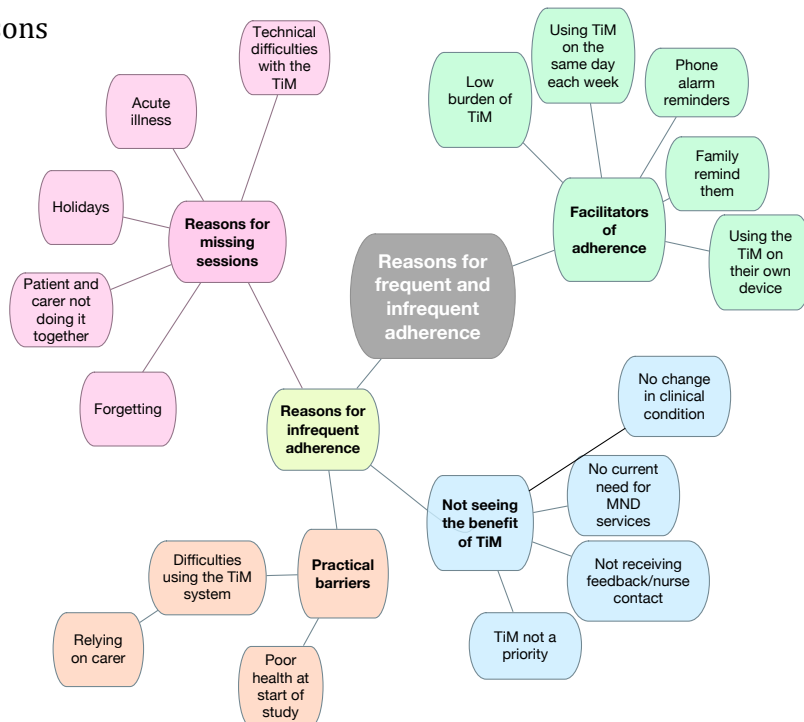 ons
Technical
difficulties
with the
TiM
Acute
illness
Holidays
Reasons for
missing
sessions
Patient and
carer not
doing it
together
Forgetting
Using TiM
on the
same day
each week
Low
burden of
TiM
Phone
alarm
reminders
Family
remind
them
Facilitators
of
adherence
Using the
TiM on
their own
device
Reasons for
frequent and
infrequent
adherence
Reasons for
infrequent
adherence
No change
in clinical
condition
No current
need for
MND
services
Not seeing
the benefit
of TiM
Not receiving
feedback/nurse
contact
TiM not a
priority
Practical
barriers
Difficulties
using the TiM
system
Relying
on carer
Poor
health at
start of
study